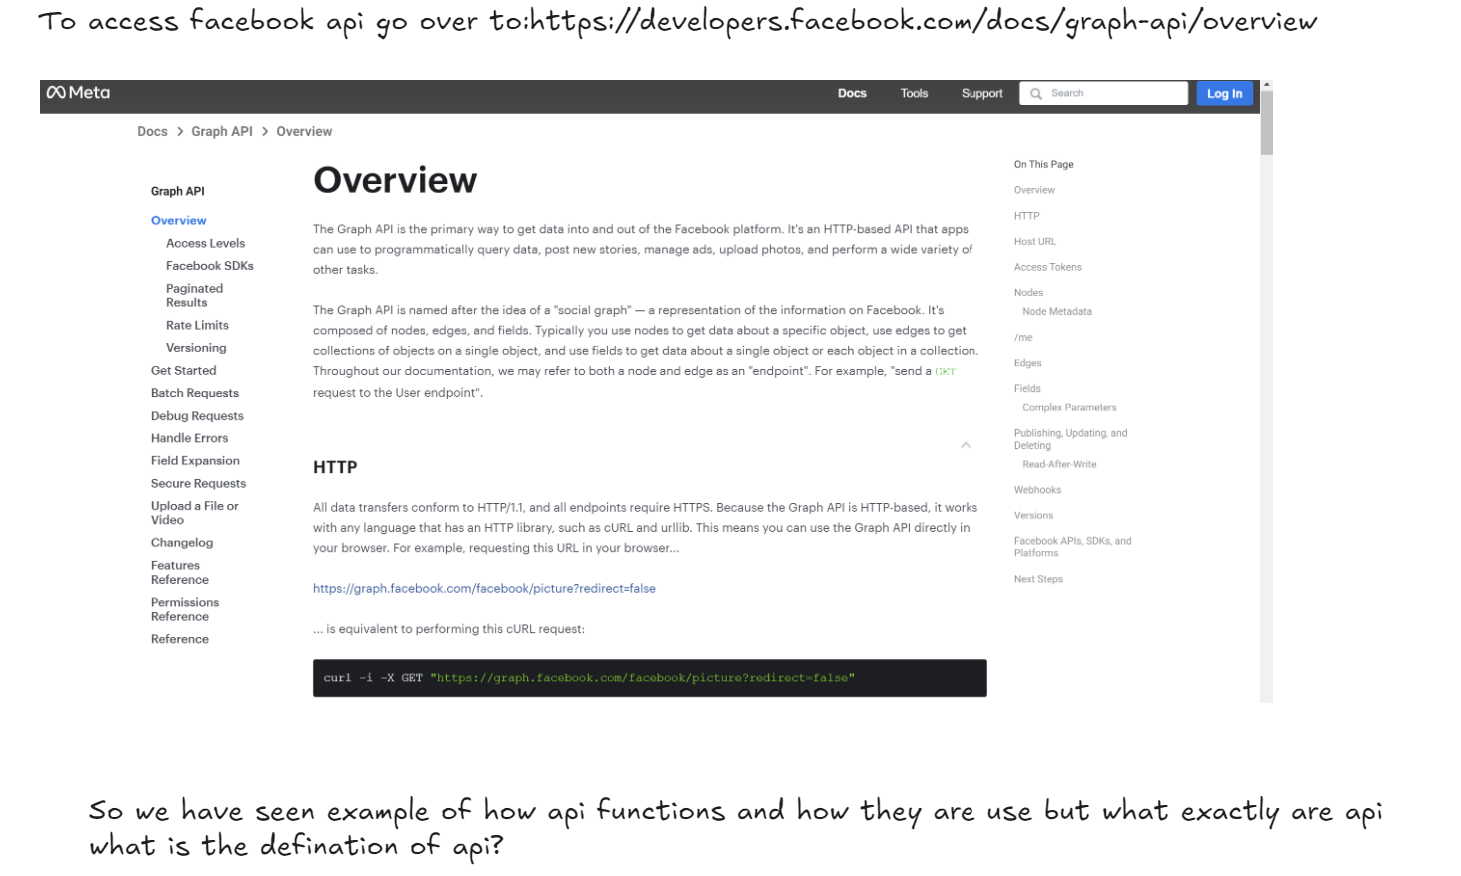 To access facebook api go over to:https://developers.facebook.com/docs/graph-api/overview
Meta
Docs
Tools
Support
Search
Log In
Docs > Graph API > Overview
Graph API
Overview
Access Levels
Facebook SDKs
Paginated
Results
Rate Limits
Versioning
Get Started
Batch Requests
Debug Requests
Handle Errors
Field Expansion
Secure Requests
Upload a File or
Video
Changelog
Features
Reference
Permissions
Reference
Reference
Overview
The Graph API is the primary way to get data into and out of the Facebook platform. It's an HTTP-based API that apps
can use to programmatically query data, post new stories, manage ads, upload photos, and perform a wide variety of
other tasks.
The Graph API is named after the idea of a "social graph" — a representation of the information on Facebook. It's
composed of nodes, edges, and fields. Typically you use nodes to get data about a specific object, use edges to get
collections of objects on a single object, and use fields to get data about a single object or each object in a collection.
Throughout our documentation, we may refer to both a node and edge as an "endpoint". For example, "send a GET
request to the User endpoint".
HTTP
All data transfers conform to HTTP/1.1, and all endpoints require HTTPS. Because the Graph API is HTTP-based, it works
with any language that has an HTTP library, such as cURL and urllib. This means you can use the Graph API directly in
your browser. For example, requesting this URL in your browser...
https://graph.facebook.com/facebook/picture?redirect=false
... is equivalent to performing this cURL request:
curl -i -X GET "https://graph.facebook.com/facebook/picture?redirect=false"
On This Page
Overview
HTTP
Host URL
Access Tokens
Nodes
Node Metadata
/me
Edges
Fields
Complex Parameters
Publishing, Updating, and
Deleting
Read-After-Write
Webhooks
Versions
Facebook APIs, SDKs, and
Platforms
Next Steps
So we have seen example of how api functions and how they are use but what exactly are api
what is the defination of api?